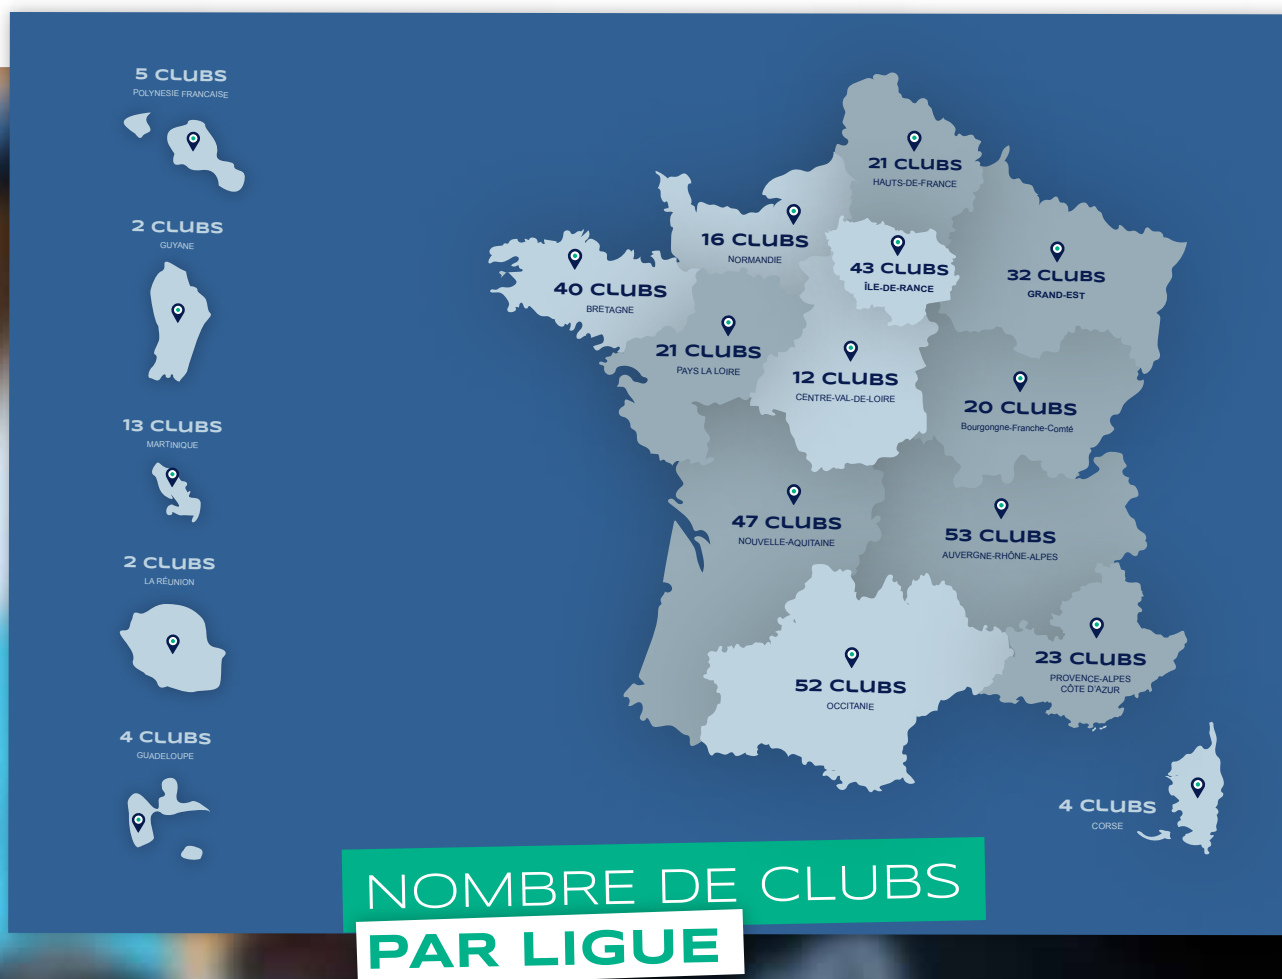 5 CLUBS
POLYNESIE FRANCAISE
2 CLUBS
GUYANE
13 CLUBS
MARTINIQUE
2 CLUBS
LA RÉUNION
4 CLUBS
GUADELOUPE
21 CLUBS
HAUTS-DE-FRANCE
16 CLUBS
NORMANDIE
43 CLUBS
ÎLE-DE-RANCE
32 CLUBS
GRAND-EST
40 CLUBS
BRETAGNE
21 CLUBS
PAYS LA LOIRE
12 CLUBS
CENTRE-VAL-DE-LOIRE
20 CLUBS
Bourgongne-Franche-Comté
47 CLUBS
NOUVELLE-AQUITAINE
53 CLUBS
AUVERGNE-RHÔNE-ALPES
52 CLUBS
OCCITANIE
23 CLUBS
PROVENCE-ALPES
CÔTE D'AZUR
4 CLUBS
CORSE
NOMBRE DE CLUBS
PAR LIGUE